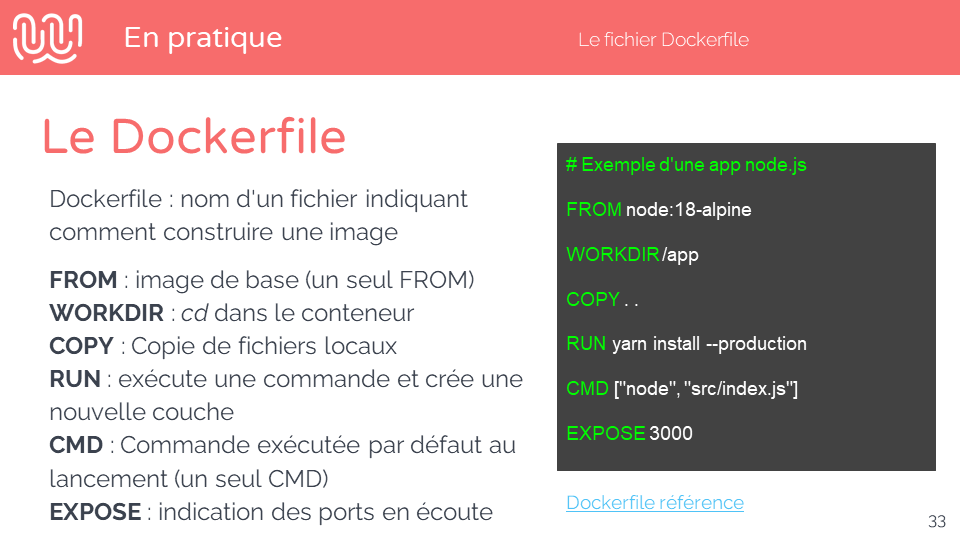 En pratique
Le fichier Dockerfile
Le Dockerfile
Dockerfile : nom d'un fichier indiquant
comment construire une image
FROM : image de base (un seul FROM)
WORKDIR : cd dans le conteneur
COPY : Copie de fichiers locaux
RUN : exécute une commande et crée une
nouvelle couche
CMD : Commande exécutée par défaut au
lancement (un seul CMD)
EXPOSE : indication des ports en écoute
# Exemple d'une app node.js
FROM node:18-alpine
WORKDIR /app
COPY . .
RUN yarn install --production
CMD ["node", "src/index.js"]
EXPOSE 3000
Dockerfile référence
33